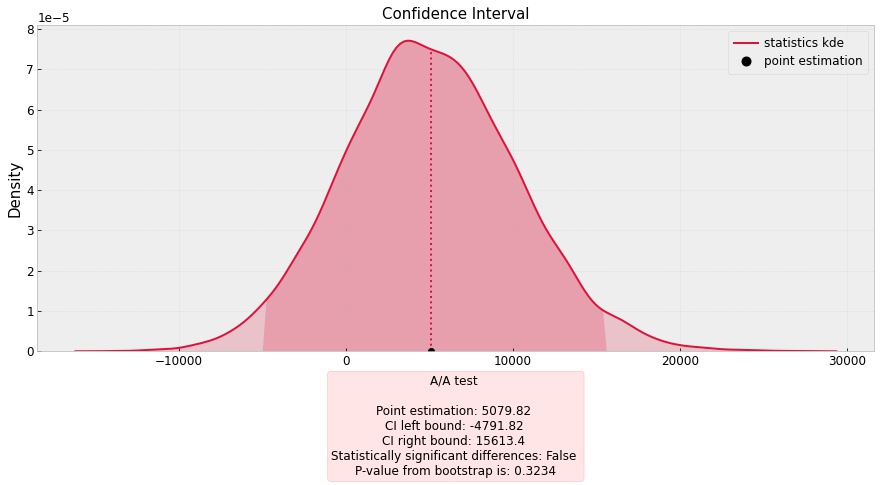 Confidence Interval
1e−5
8
7
6
5
4
3
2
1
0
Density
statistics kde
point estimation
−10000
0
10000
20000
30000
A/A test
Point estimation: 5079.82
CI left bound: -4791.82
CI right bound: 15613.4
Statistically significant differences: False
P-value from bootstrap is: 0.3234